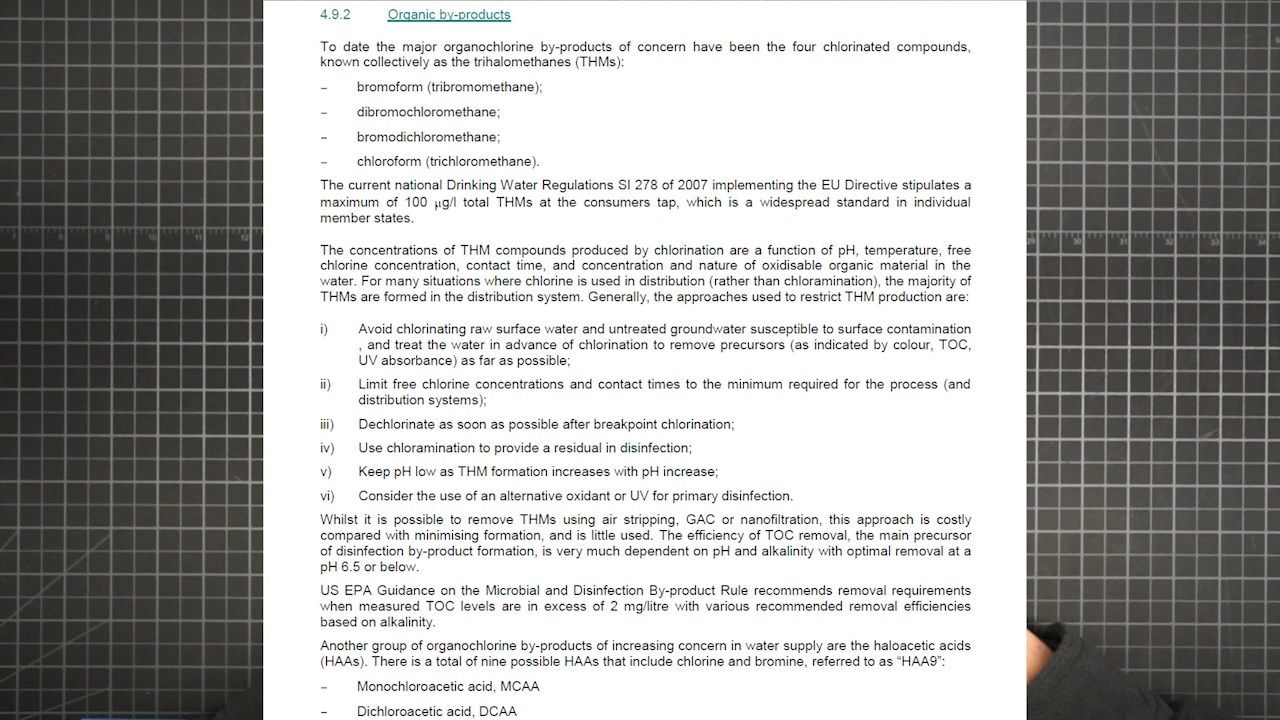 4.9.2 Organic by-products
To date the major organochlorine by-products of concern have been the four chlorinated compounds,
known collectively as the trihalomethanes (THMs):
– bromoform (tribromomethane);
– dibromochloromethane;
– bromodichloromethane;
– chloroform (trichloromethane).
The current national Drinking Water Regulations SI 278 of 2007 implementing the EU Directive stipulates a
maximum of 100 µg/l total THMs at the consumers tap, which is a widespread standard in individual
member states.
The concentrations of THM compounds produced by chlorination are a function of pH, temperature, free
chlorine concentration, contact time, and concentration and nature of oxidisable organic material in the
water. For many situations where chlorine is used in distribution (rather than chloramination), the majority of
THMs are formed in the distribution system. Generally, the approaches used to restrict THM production are:
i) Avoid chlorinating raw surface water and untreated groundwater susceptible to surface contamination
, and treat the water in advance of chlorination to remove precursors (as indicated by colour, TOC,
UV absorbance) as far as possible;
ii) Limit free chlorine concentrations and contact times to the minimum required for the process (and
distribution systems);
iii) Dechlorinate as soon as possible after breakpoint chlorination;
iv) Use chloramination to provide a residual in disinfection;
v) Keep pH low as THM formation increases with pH increase;
vi) Consider the use of an alternative oxidant or UV for primary disinfection.
Whilst it is possible to remove THMs using air stripping, GAC or nanofiltration, this approach is costly
compared with minimising formation, and is little used. The efficiency of TOC removal, the main precursor
of disinfection by-product formation, is very much dependent on pH and alkalinity with optimal removal at a
pH 6.5 or below.
US EPA Guidance on the Microbial and Disinfection By-product Rule recommends removal requirements
when measured TOC levels are in excess of 2 mg/litre with various recommended removal efficiencies
based on alkalinity.
Another group of organochlorine by-products of increasing concern in water supply are the haloacetic acids
(HAAs). There is a total of nine possible HAAs that include chlorine and bromine, referred to as “HAA9”:
– Monochloroacetic acid, MCAA
– Dichloroacetic acid, DCAA